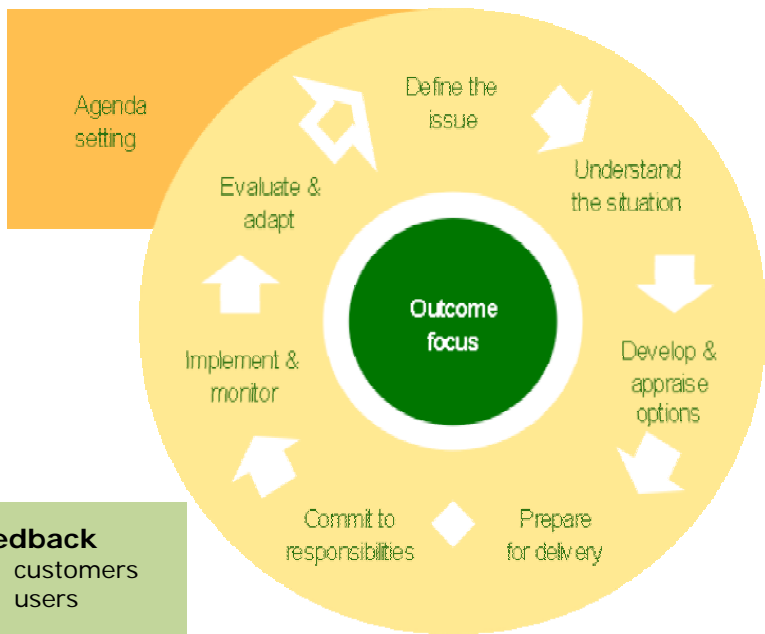 Agenda
setting
Define the
issue
Understand
the situation
Develop &
appraise
options
Prepare
for delivery
Commit to
responsibilities
Implement &
monitor
Evaluate &
adapt
Outcome
focus
edback
customers
users